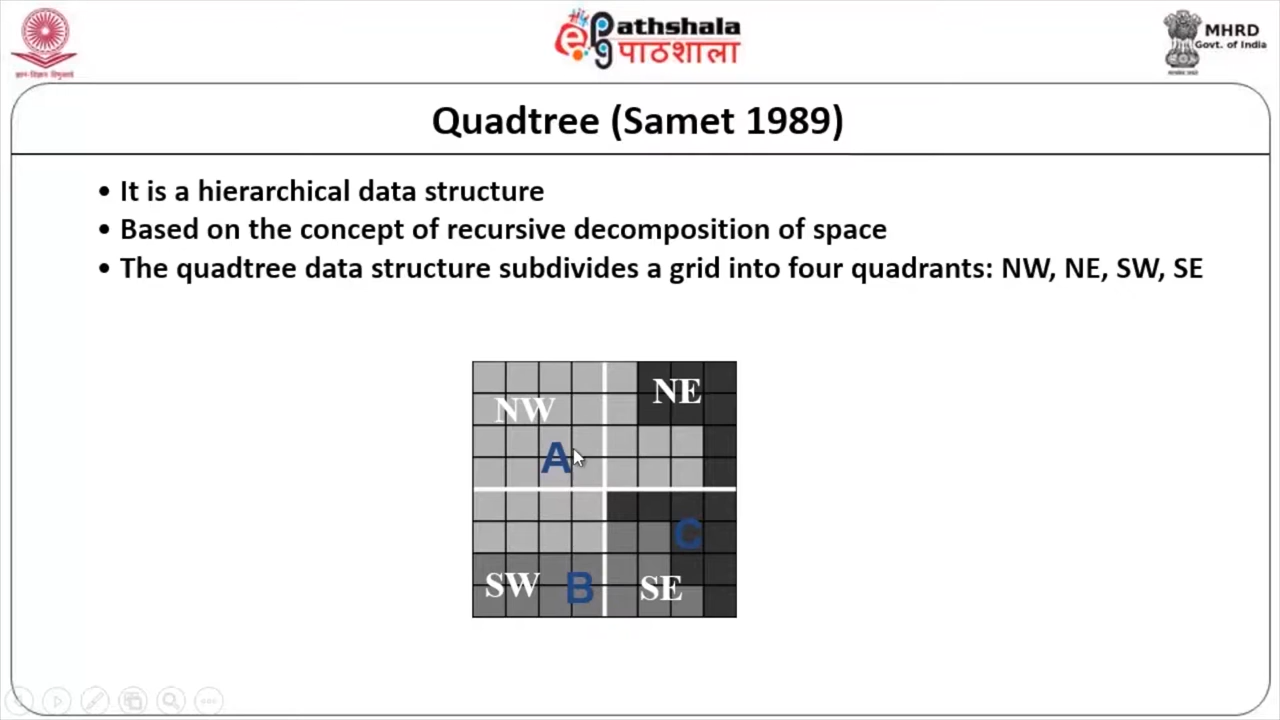 ePathshala
पाठशाला
MHRD
Govt. of India
Quadtree (Samet 1989)
• It is a hierarchical data structure
• Based on the concept of recursive decomposition of space
• The quadtree data structure subdivides a grid into four quadrants: NW, NE, SW, SE
NE
NW
A
C
SW B SE